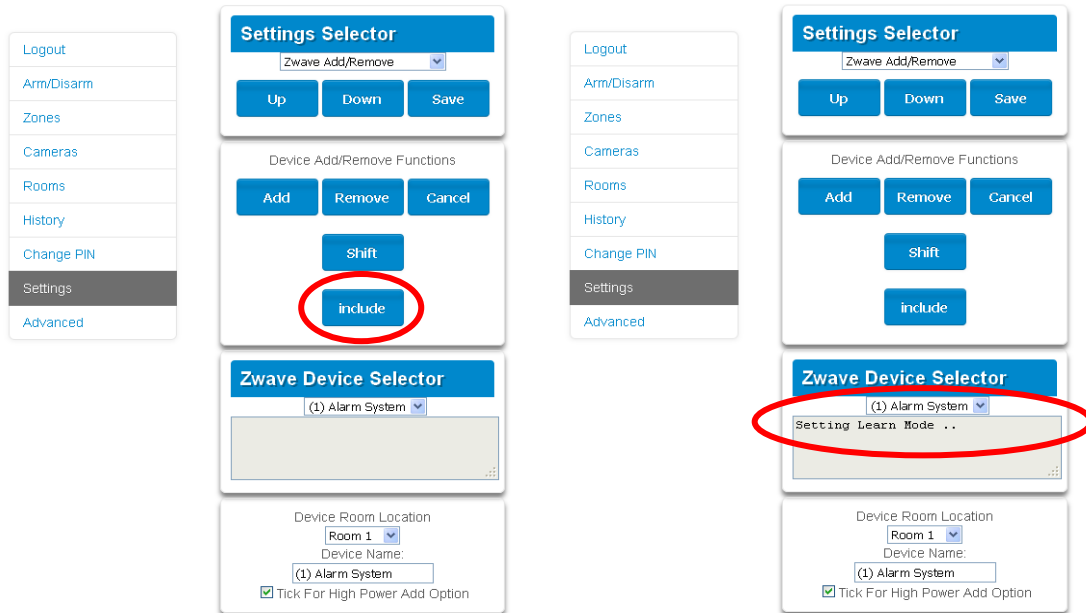 Logout
Arm/Disarm
Zones
Cameras
Rooms
History
Change PIN
Settings
Advanced
Settings Selector
Zwave Add/Remove
Up Down Save
Device Add/Remove Functions
Add Remove Cancel
Shift
include
Zwave Device Selector
(1) Alarm System
Device Room Location
Room 1
Device Name:
(1) Alarm System
Tick For High Power Add Option
Logout
Arm/Disarm
Zones
Cameras
Rooms
History
Change PIN
Settings
Advanced
Settings Selector
Zwave Add/Remove
Up Down Save
Device Add/Remove Functions
Add Remove Cancel
Shift
include
Zwave Device Selector
(1) Alarm System
Setting Learn Mode ..
Device Room Location
Room 1
Device Name:
(1) Alarm System
Tick For High Power Add Option